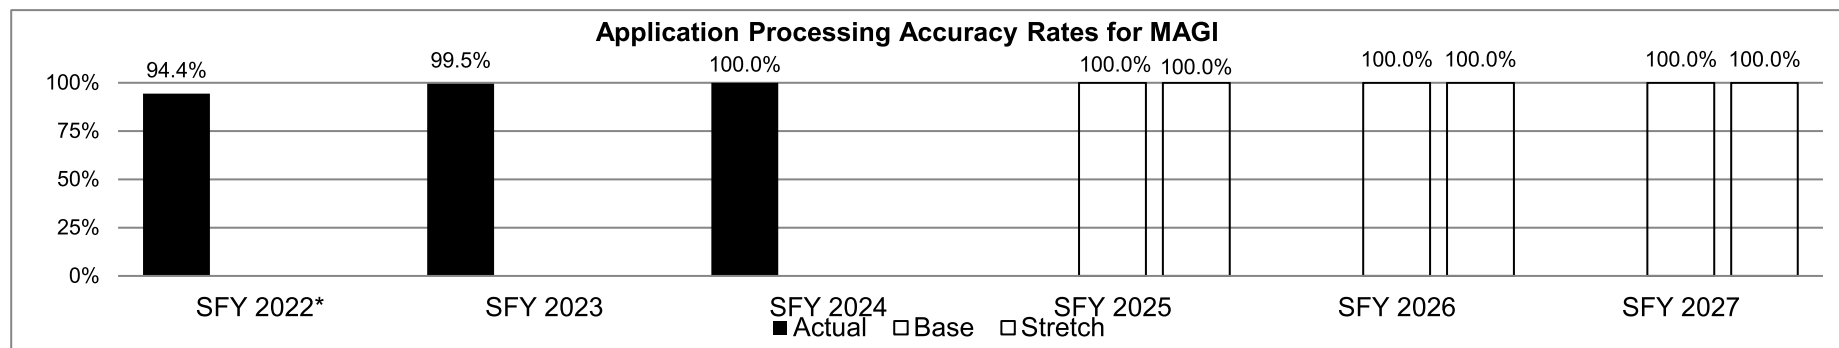 Application Processing Accuracy Rates for MAGI
94.4%
99.5%
100.0%
100.0%
100.0%
100.0%
100.0%
100.0%
100.0%
100%
75%
50%
25%
0%
SFY 2022*
SFY 2023
SFY 2024
SFY 2025
SFY 2026
SFY 2027
Actual
Base
Stretch